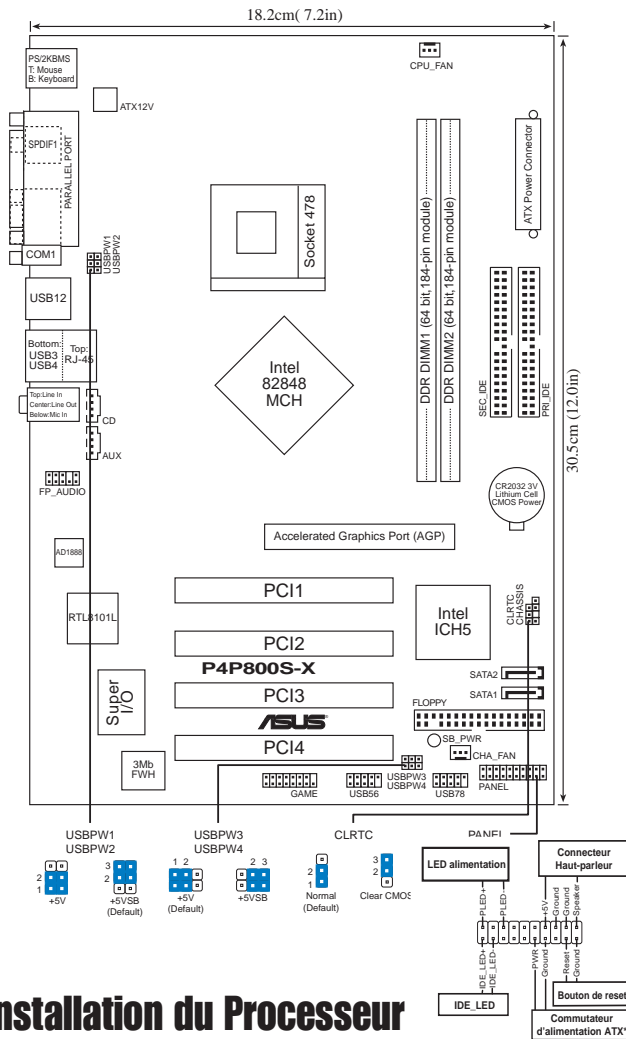 18.2cm( 7.2in)
PS/2KBMS
T: Mouse
B: Keyboard
CPU_FAN
ATX12V
SPDIF1
PARALLEL PORT
ATX Power Connector
Socket 478
DDR DIMM1 (64 bit,184-pin module)
DDR DIMM2 (64 bit,184-pin module)
COM1
USBPW1
USBPW2
USB12
Bottom:
USB3
USB4
Top:
RJ-45
Intel
82848
MCH
SEC_IDE
PRI_IDE
30.5cm (12.0in)
Top:Line In
Center:Line Out
Below:Mic In
CD
AUX
FP_AUDIO
CR2032 3V
Lithium Cell
CMOS Power
Accelerated Graphics Port (AGP)
AD1888
PCI1
RTL8101L
Intel
ICH5
CLRTC
CHASSIS
PCI2
P4P800S-X
SATA2
Super
I/O
PCI3
SATA1
FLOPPY
ASUS
SB_PWR
PCI4
CHA_FAN
3Mb
FWH
USBPW3
USBPW4
GAME
USB56
USB78
PANEL
USBPW1
USBPW2
USBPW3
USBPW4
CLRTC
PANEL
2
1
+5V
3
2
+5VSB
(Default)
1 2
+5V
(Default)
2 3
+5VSB
2
1
Normal
(Default)
3
2
Clear CMOS
LED alimentation
Connecteur
Haut-parleur
PLED+
PLED-
+5V
Ground
Ground
Speaker
IDE_LED+
IDE_LED-
PWR
Ground
Reset
Ground
IDE_LED
Bouton de reset
Commutateur
d'alimentation ATX*
nstallation du Processeur